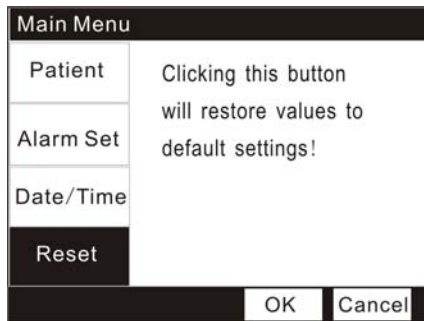 Main Menu
Patient
Alarm Set
Date/Time
Reset
Clicking this button
will restore values to
default settings!
OK
Cancel